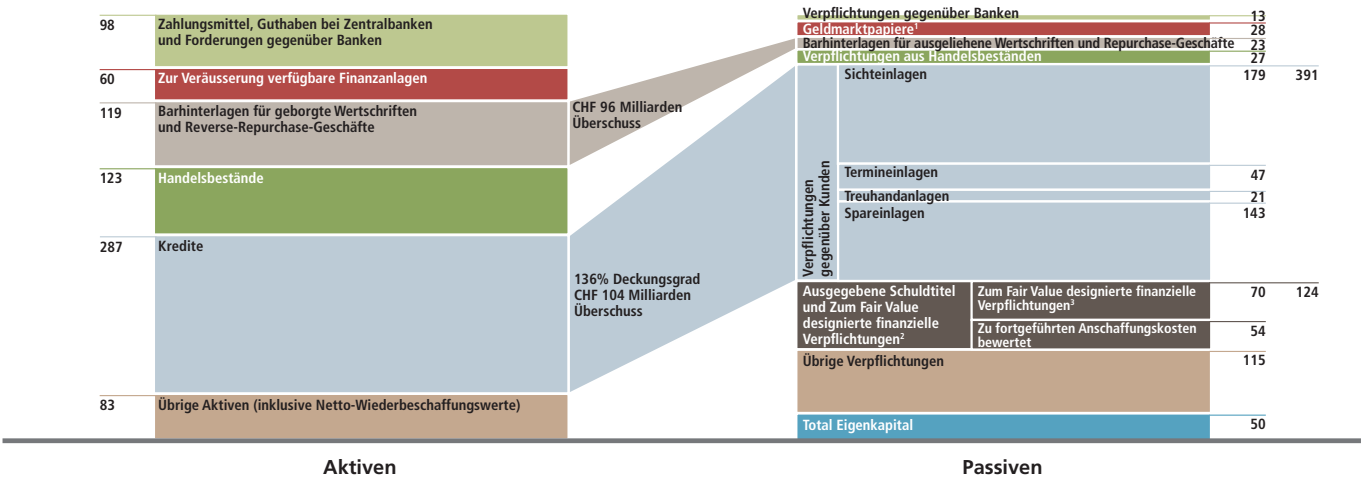 98 Zahlungsmittel, Guthaben bei Zentralbanken
und Forderungen gegenüber Banken
60 Zur Veräusserung verfügbare Finanzanlagen
119 Barhinterlagen für geborgte Wertschriften
und Reverse-Repurchase-Geschäfte
123 Handelsbestände
287 Kredite
83 Übrige Aktiven (inklusive Netto-Wiederbeschaffungswerte)
CHF 96 Milliarden
Überschuss
136% Deckungsgrad
CHF 104 Milliarden
Überschuss
Verpflichtungen gegenüber Banken 13
Geldmarktpapiere¹ 28
Barhinterlagen für ausgeliehene Wertschriften und Repurchase-Geschäfte 23
Verpflichtungen aus Handelsbeständen 27
Verpflichtungen
gegenüber Kunden
Sichteinlagen 179 391
Termineinlagen 47
Treuhandanlagen 21
Spareinlagen 143
Ausgegebene Schuldtitel
und Zum Fair Value
designierte finanzielle
Verpflichtungen²
Zum Fair Value designierte finanzielle 70 124
Verpflichtungen³
Zu fortgeführten Anschaffungskosten 54
bewertet
Übrige Verpflichtungen 115
Total Eigenkapital 50
Aktiven
Passiven